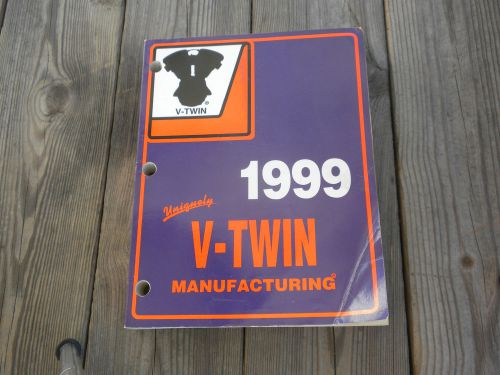 V-TWIN
®
1999
Uniquely
V-TWIN
MANUFACTURING®